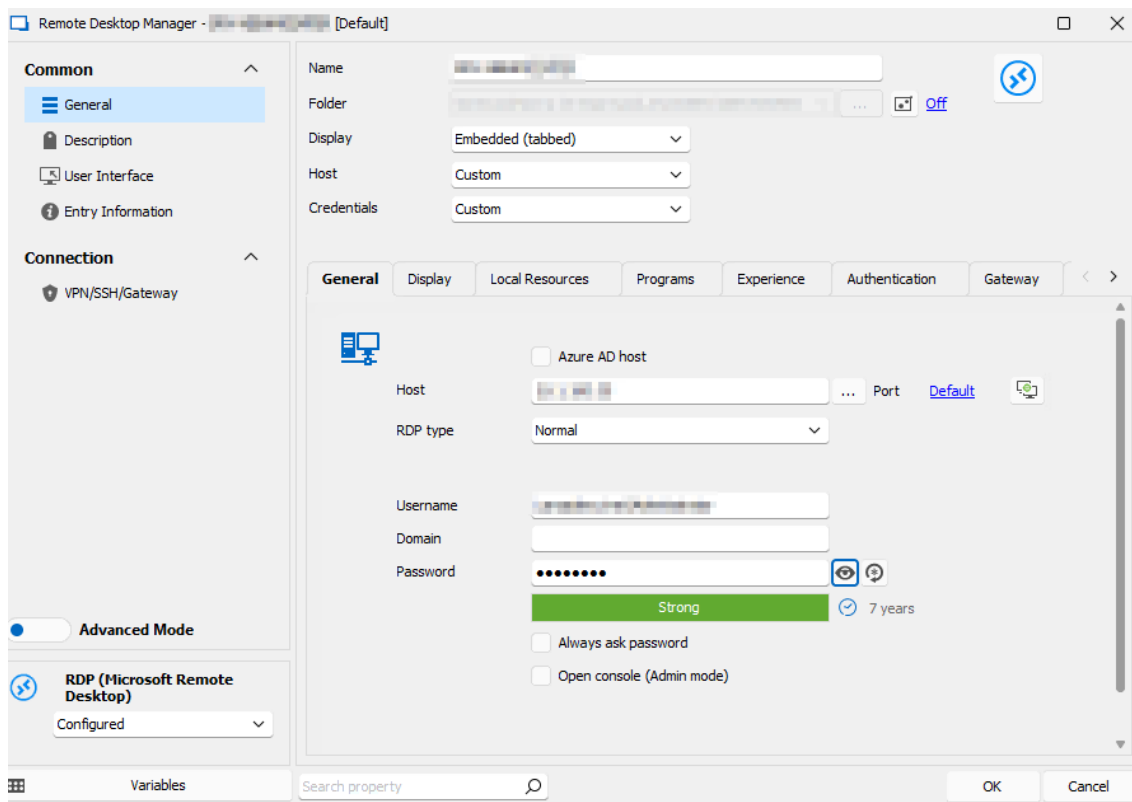 Remote Desktop Manager - [Default]
Common
General
Description
User Interface
Entry Information
Connection
VPN/SSH/Gateway
Advanced Mode
RDP (Microsoft Remote
Desktop)
Configured
Variables
Name
Folder
... Off
Display Embedded (tabbed)
Host Custom
Credentials Custom
General Display Local Resources Programs Experience Authentication Gateway
Azure AD host
Host ... Port Default
RDP type Normal
Username
Domain
Password ●●●●●●●●
Strong 7 years
Always ask password
Open console (Admin mode)
Search property OK Cancel